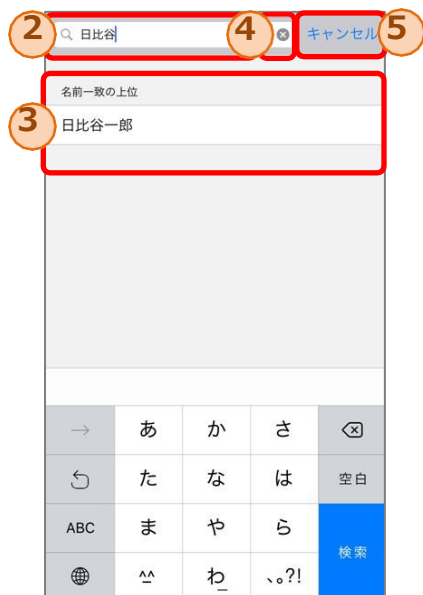 2 日比谷 4 キャンセル 5
名前一致の上位
3 日比谷一郎
→ あ か さ
た な は 空白
ABC ま や ら 検索
^^ わ_ 、。?!